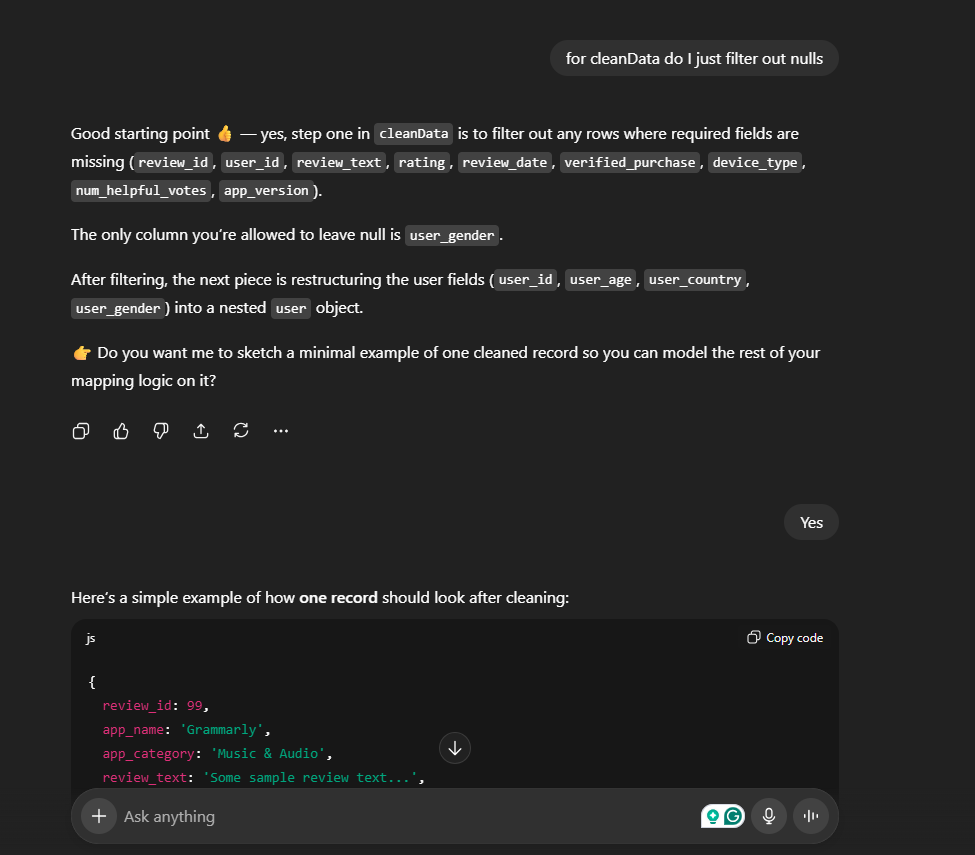 for cleanData do I just filter out nulls
Good starting point 👍 — yes, step one in cleanData is to filter out any rows where required fields are
missing (review_id, user_id, review_text, rating, review_date, verified_purchase, device_type,
num_helpful_votes, app_version).
The only column you’re allowed to leave null is user_gender.
After filtering, the next piece is restructuring the user fields (user_id, user_age, user_country,
user_gender) into a nested user object.
👉 Do you want me to sketch a minimal example of one cleaned record so you can model the rest of your
mapping logic on it?
Yes
Here’s a simple example of how one record should look after cleaning:
js Copy code
{
review_id: 99,
app_name: 'Grammarly',
app_category: 'Music & Audio',
review_text: 'Some sample review text...',
Ask anything